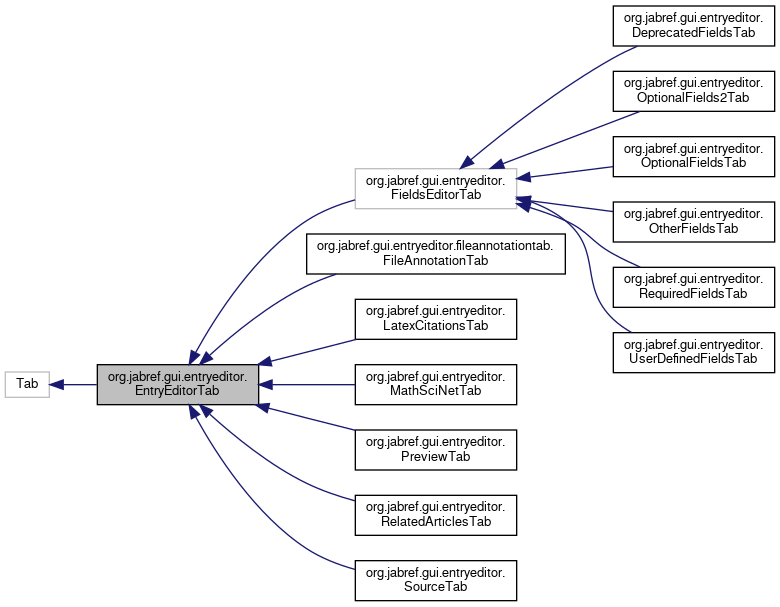 org.jabref.gui.entryeditor.
DeprecatedFieldsTab
org.jabref.gui.entryeditor.
OptionalFields2Tab
org.jabref.gui.entryeditor.
OptionalFieldsTab
org.jabref.gui.entryeditor.
FieldsEditorTab
org.jabref.gui.entryeditor.
OtherFieldsTab
org.jabref.gui.entryeditor.fileannotationtab.
FileAnnotationTab
org.jabref.gui.entryeditor.
RequiredFieldsTab
org.jabref.gui.entryeditor.
LatexCitationsTab
org.jabref.gui.entryeditor.
UserDefinedFieldsTab
Tab
org.jabref.gui.entryeditor.
EntryEditorTab
org.jabref.gui.entryeditor.
MathSciNetTab
org.jabref.gui.entryeditor.
PreviewTab
org.jabref.gui.entryeditor.
RelatedArticlesTab
org.jabref.gui.entryeditor.
SourceTab